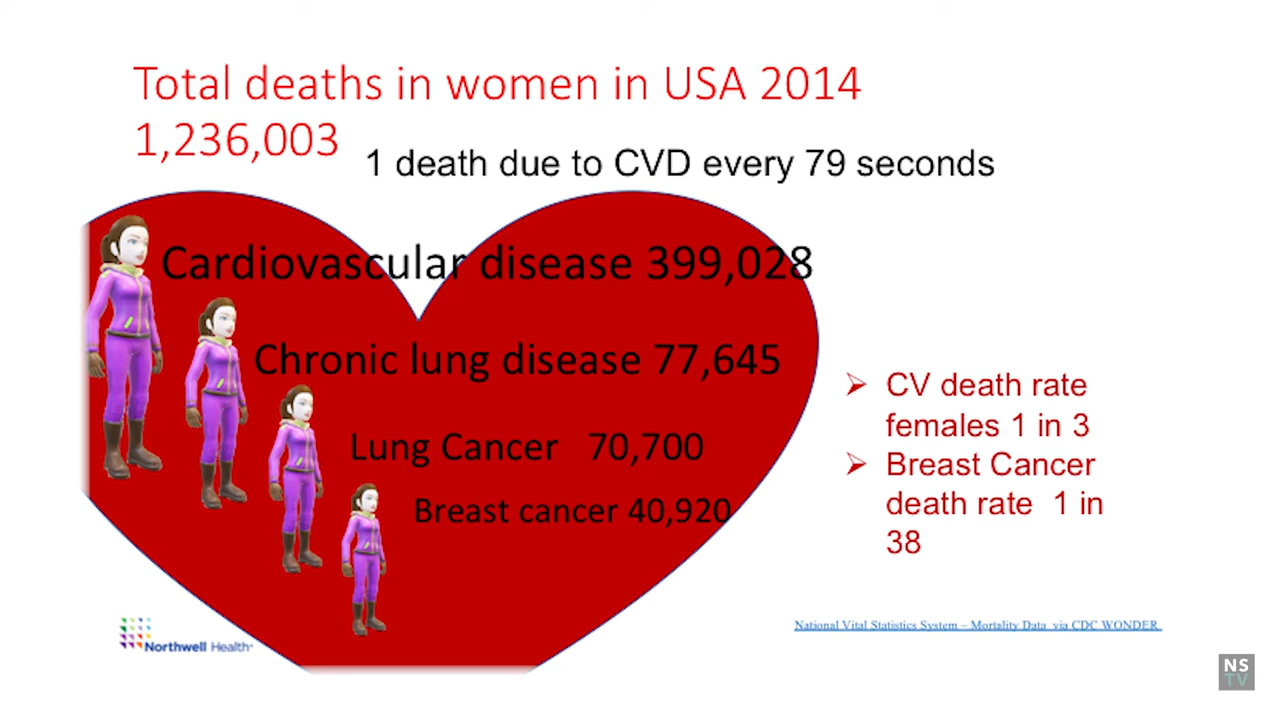 Total deaths in women in USA 2014
1,236,003
1 death due to CVD every 79 seconds
Cardiovascular disease 399,028
Chronic lung disease 77,645
Lung Cancer 70,700
Breast cancer 40,920
CV death rate
females 1 in 3
Breast Cancer
death rate 1 in
38
Northwell Health
National Vital Statistics System – Mortality Data via CDC WONDER
NS
TV